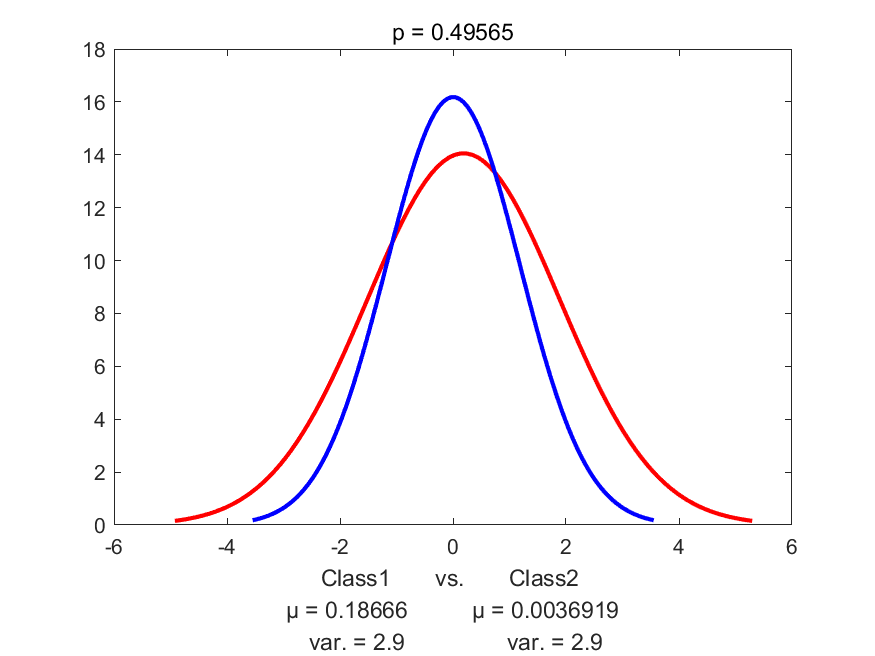 p = 0.49565
18
16
14
12
10
8
6
4
2
0
-6 -4 -2 0 2 4 6
Class1 vs. Class2
μ = 0.18666 μ = 0.0036919
var. = 2.9 var. = 2.9